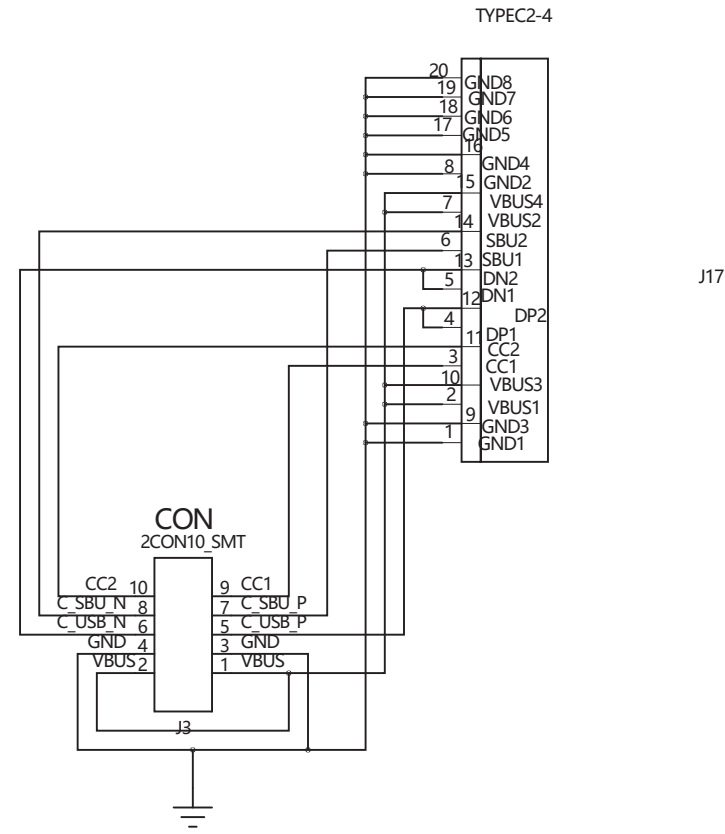 TYPEC2-4
20 GND8
19 GND7
18 GND6
17 GND5
16 GND4
8 GND2
15 VBUS4
7 VBUS2
14 SBU2
6 SBU1
13 DN2
5 DN1
12 DP2
4 DP1
11 CC2
3 CC1
10 VBUS3
2 VBUS1
9 GND3
1 GND1
J17
CON
2CON10_SMT
CC2 10 9 CC1
C_SBU_N 8 7 C_SBU_P
C_USB_N 6 5 C_USB_P
GND 4 3 GND
VBUS 2 1 VBUS
J3